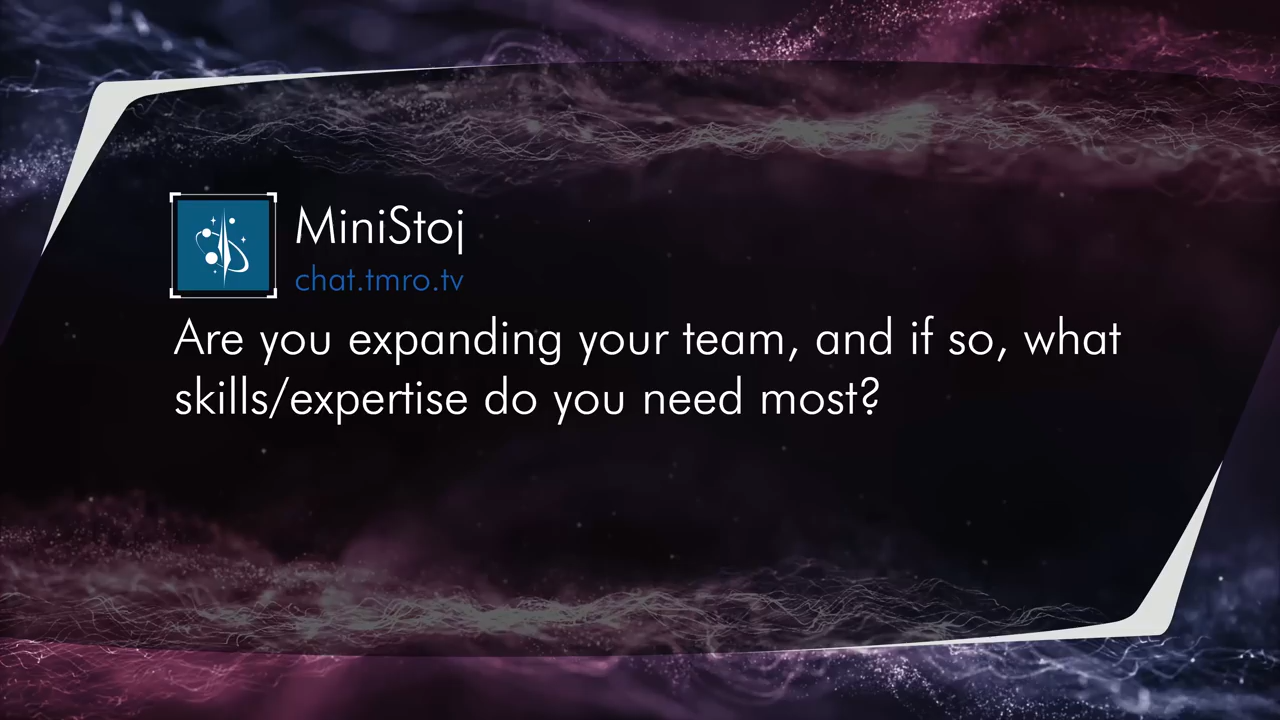 MiniStoj
chat.tmro.tv
Are you expanding your team, and if so, what
skills/expertise do you need most?